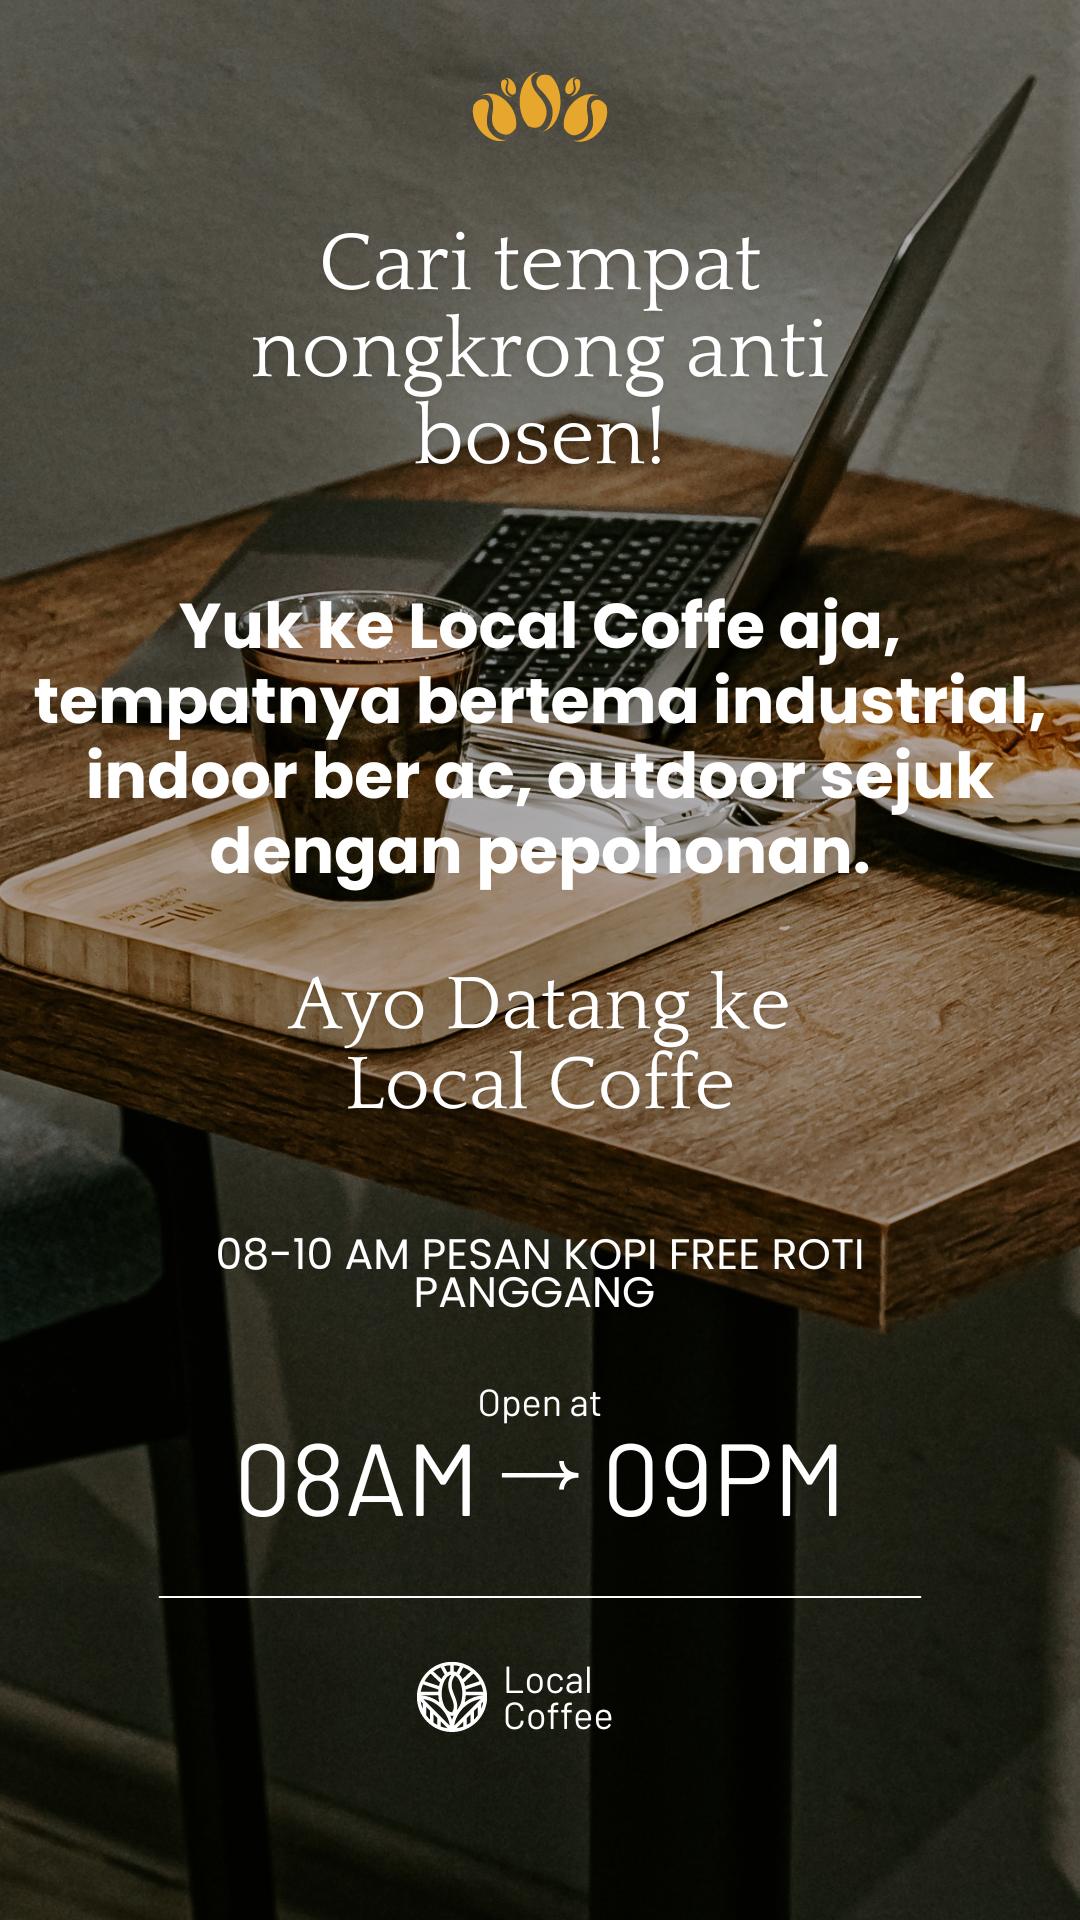 Cari tempat
nongkrong anti
bosen!
Yuk ke Local Coffe aja,
tempatnya bertema industrial,
indoor ber ac, outdoor sejuk
dengan pepohonan.
Ayo Datang ke
Local Coffe
08-10 AM PESAN KOPI FREE ROTI
PANGGANG
Open at
08AM → 09PM
Local
Coffee